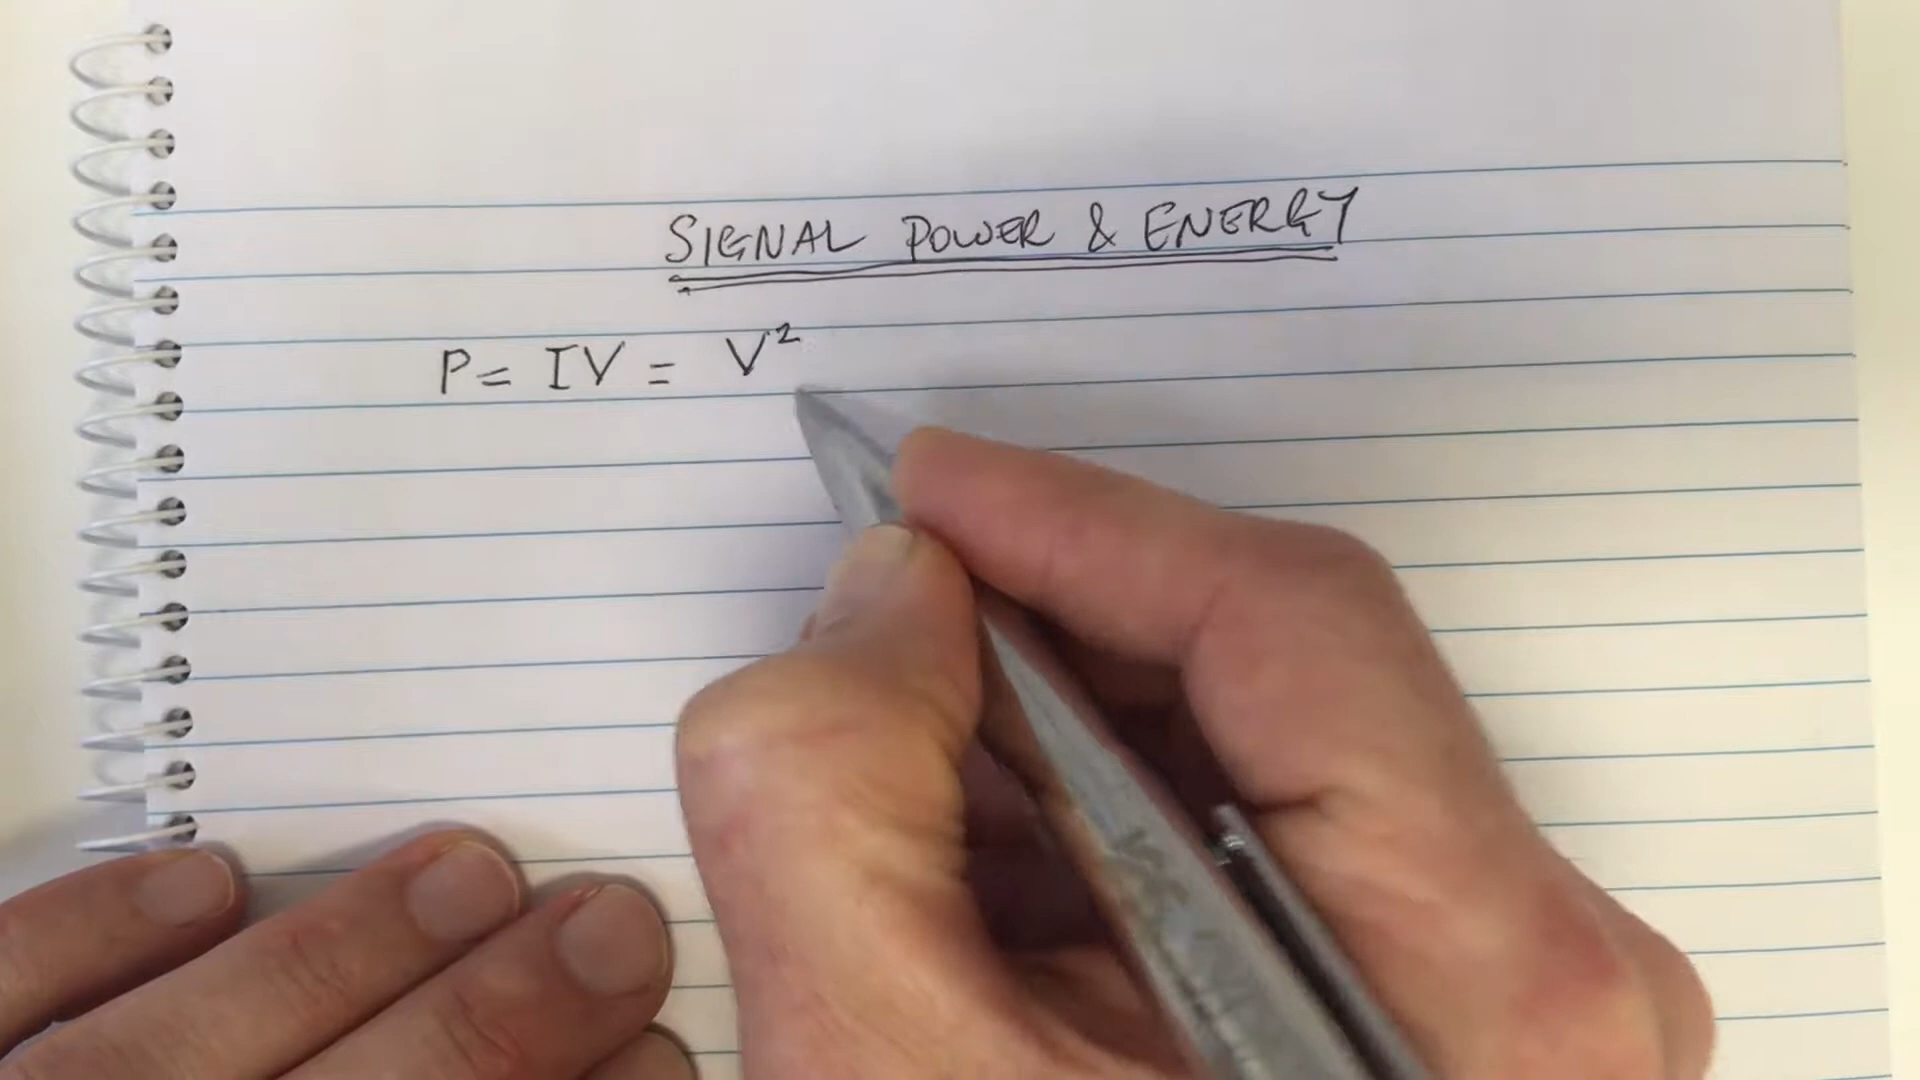 SIGNAL POWER & ENERGY
P = IV = V²